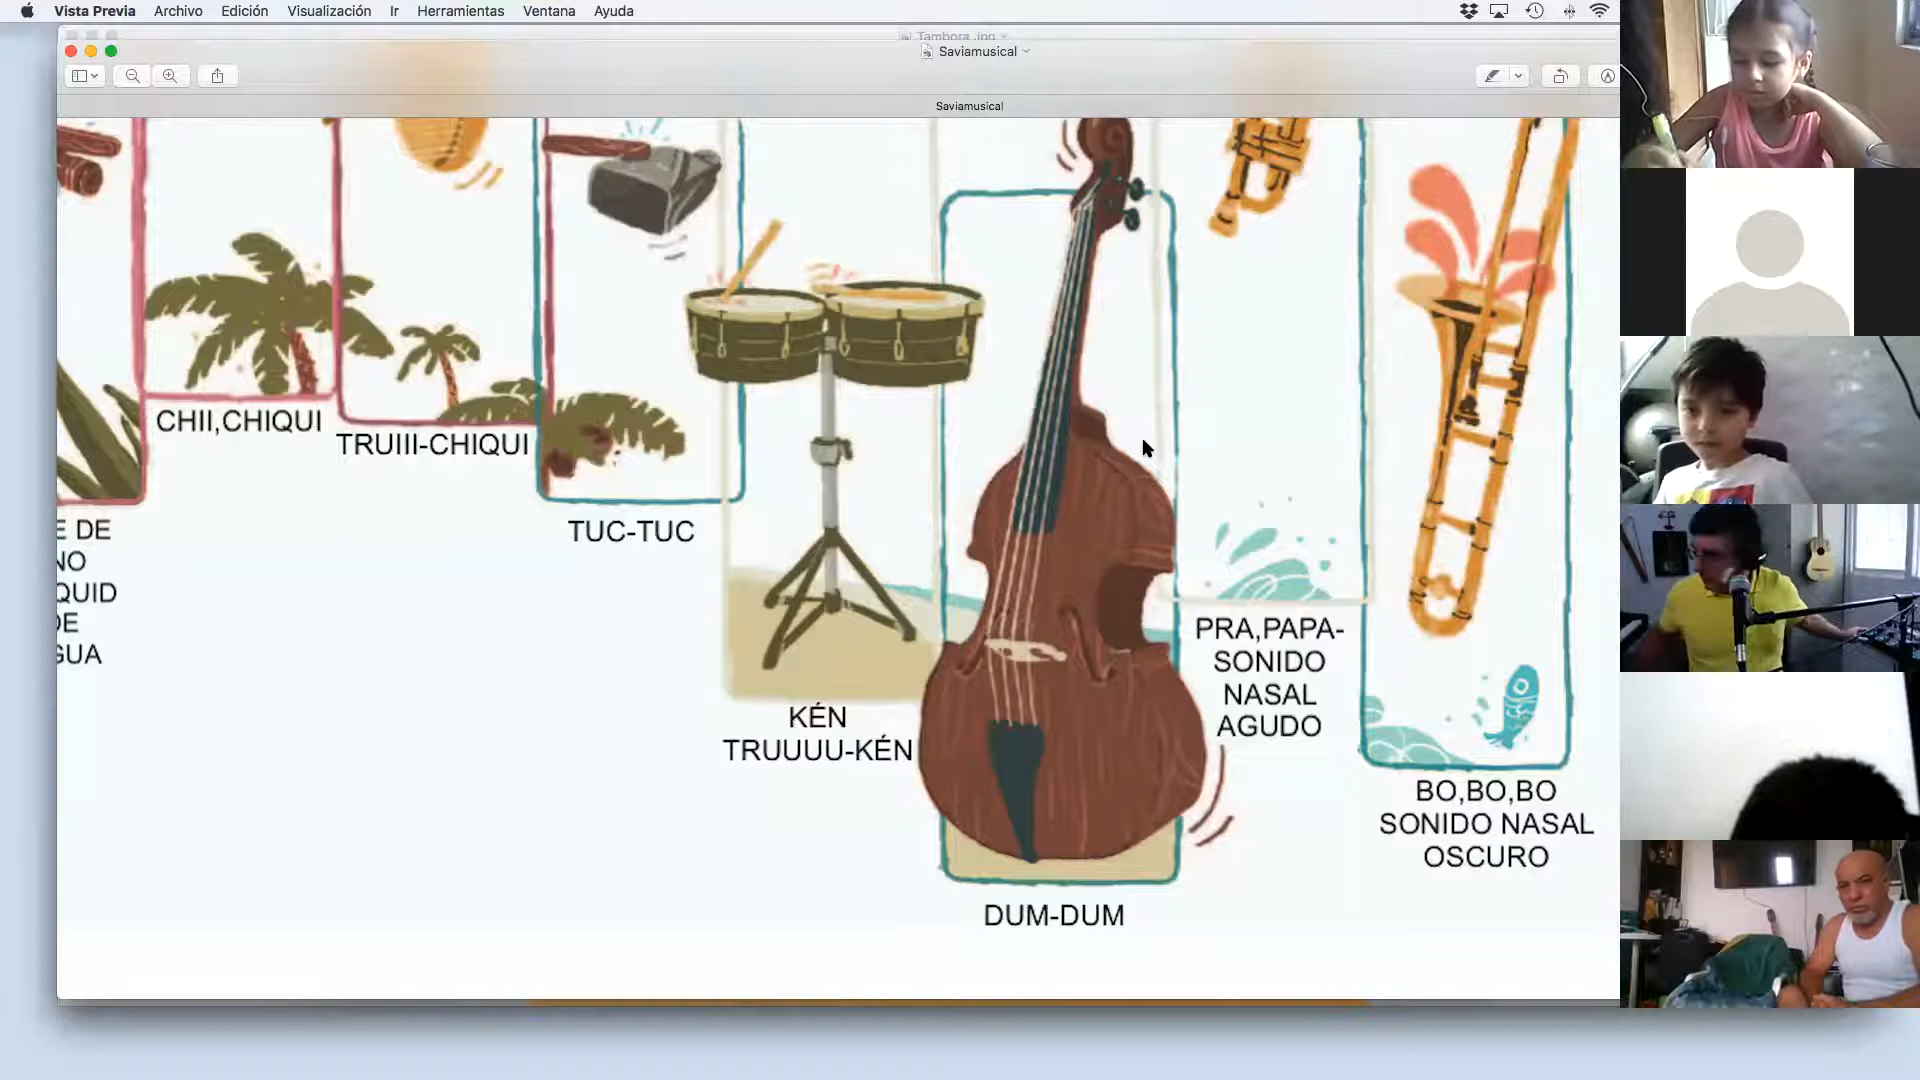 Vista Previa Archivo Edición Visualización Ir Herramientas Ventana Ayuda
Tambora .jpg
Saviamusical
Saviamusical
CHII,CHIQUI
TRUIII-CHIQUI
TUC-TUC
E DE
NO
QUID
DE
GUA
KÉN
TRUUUU-KÉN
DUM-DUM
PRA,PAPA-
SONIDO
NASAL
AGUDO
BO,BO,BO
SONIDO NASAL
OSCURO